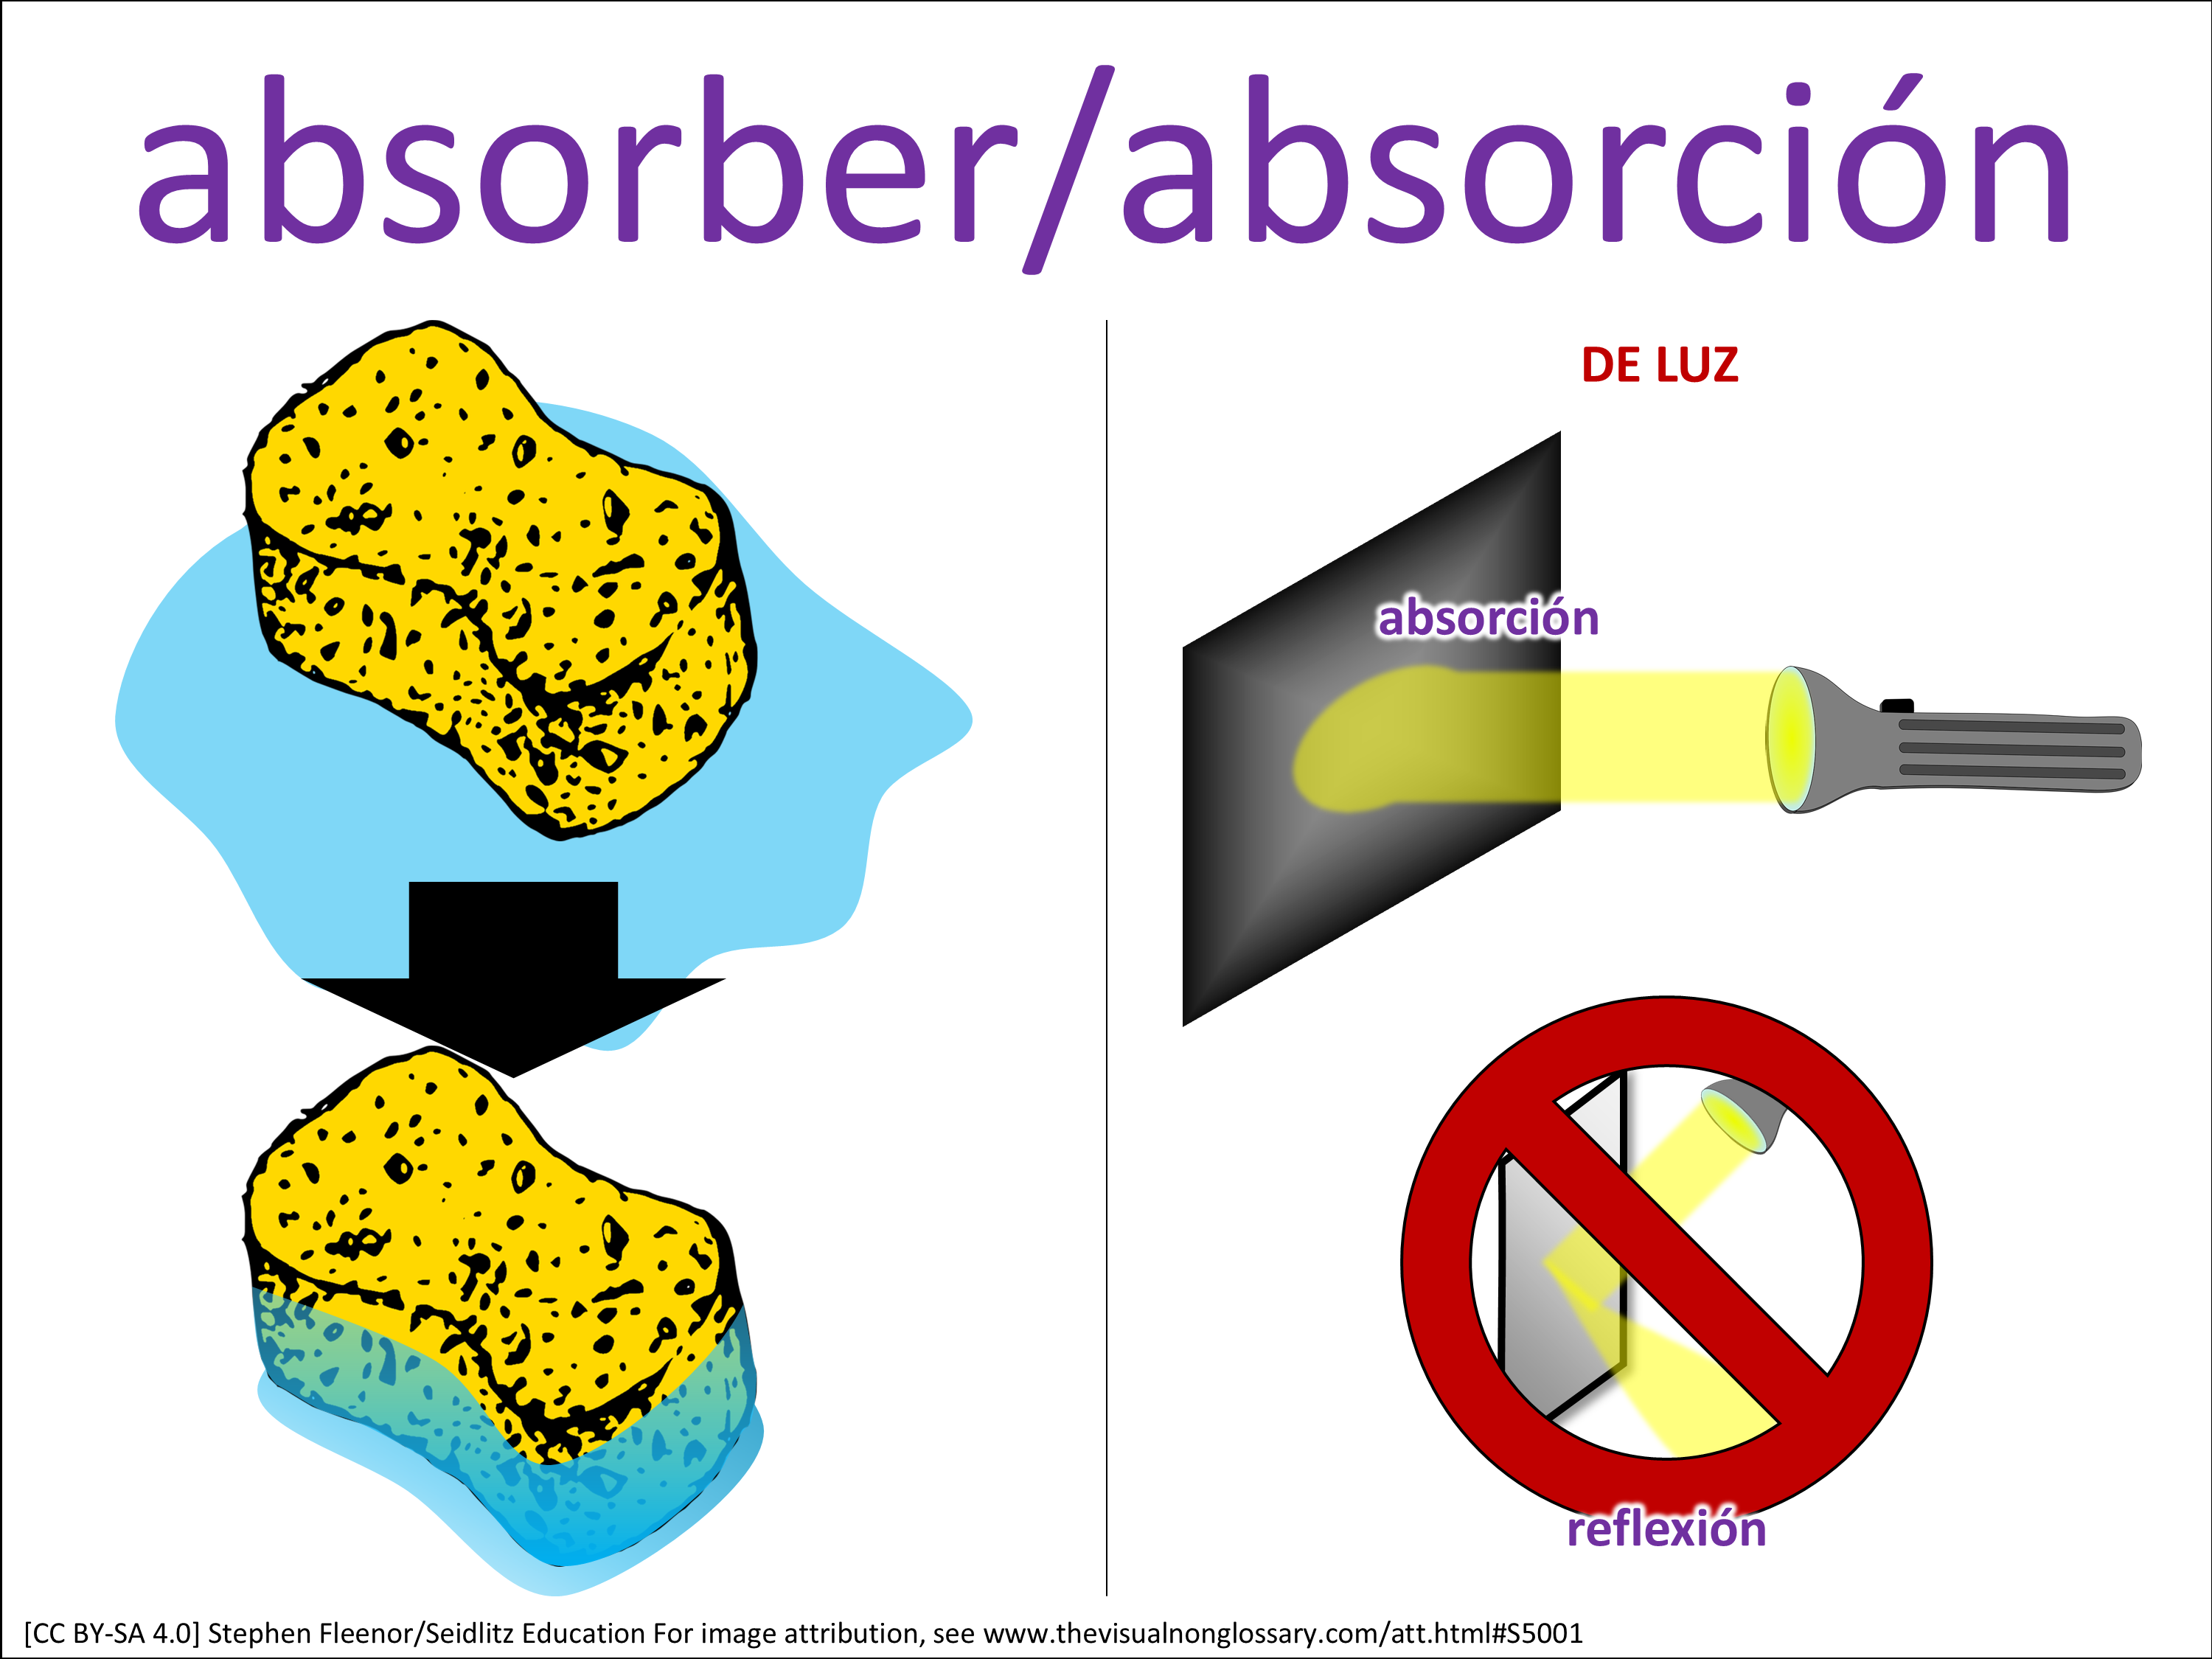 absorber/absorción
DE LUZ
absorción
reflexión
[CC BY-SA 4.0] Stephen Fleenor/Seidlitz Education For image attribution, see www.thevisualnonglossary.com/att.html#S5001